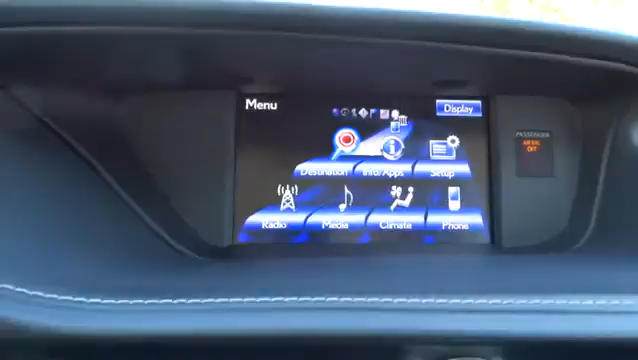 Menu
Display
PASSENGER
AIR BAG
OFF
Destination
Info/Apps
Setup
Radio
Media
Climate
Phone